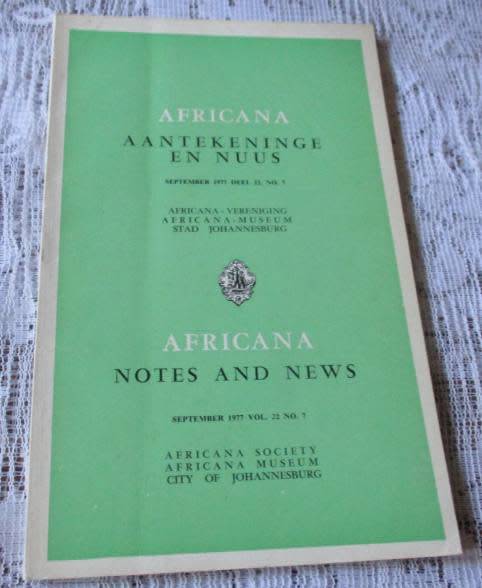 AFRICANA
AANTEKENINGE
EN NUUS
SEPTEMBER 1977 DEEL 22, NO. 7
AFRICANA-VERENIGING
AFRICANA-MUSEUM
STAD JOHANNESBURG
AFRICANA
NOTES AND NEWS
SEPTEMBER 1977 VOL. 22 NO. 7
AFRICANA SOCIETY
AFRICANA MUSEUM
CITY OF JOHANNESBURG